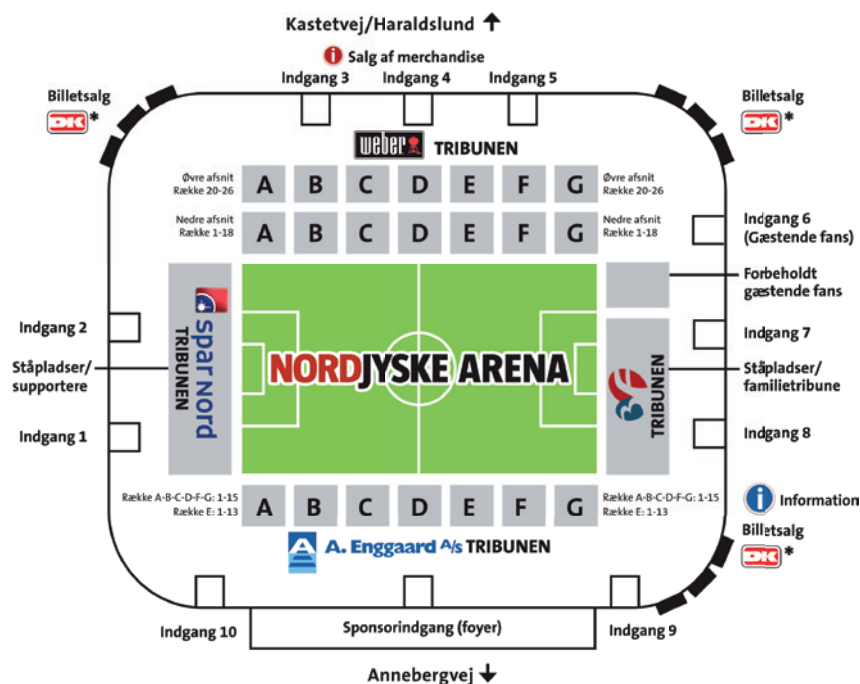 Kastetvej/Haraldslund
i Salg af merchandise
Indgang 3
Indgang 4
Indgang 5
Billetsalg
DK *
Billetsalg
DK *
weber TRIBUNEN
Øvre afsnit
Række 20-26
A B C D E F G
Øvre afsnit
Række 20-26
Nedre afsnit
Række 1-18
A B C D E F G
Nedre afsnit
Række 1-18
Indgang 6
(Gæstende fans)
Forbeholdt
gæstende fans
Indgang 2
Ståpladser/
supportere
Indgang 1
spar nord
TRIBUNEN
NORDJYSKE ARENA
TRIBUNEN
Indgang 7
Ståpladser/
familietribune
Indgang 8
Række A-B-C-D-F-G: 1-15
Række E: 1-13
A B C D E F G
Række A-B-C-D-F-G: 1-15
Række E: 1-13
i Information
A A. Enggaard A/s TRIBUNEN
Billetsalg
DK *
Indgang 10
Sponsorindgang (foyer)
Indgang 9
Annebergvej